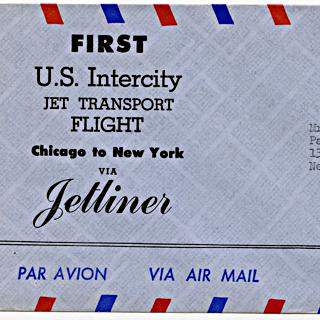 FIRST
U.S. Intercity
JET TRANSPORT
FLIGHT
Chicago to New York
VIA
Jetliner
PAR AVION VIA AIR MAIL